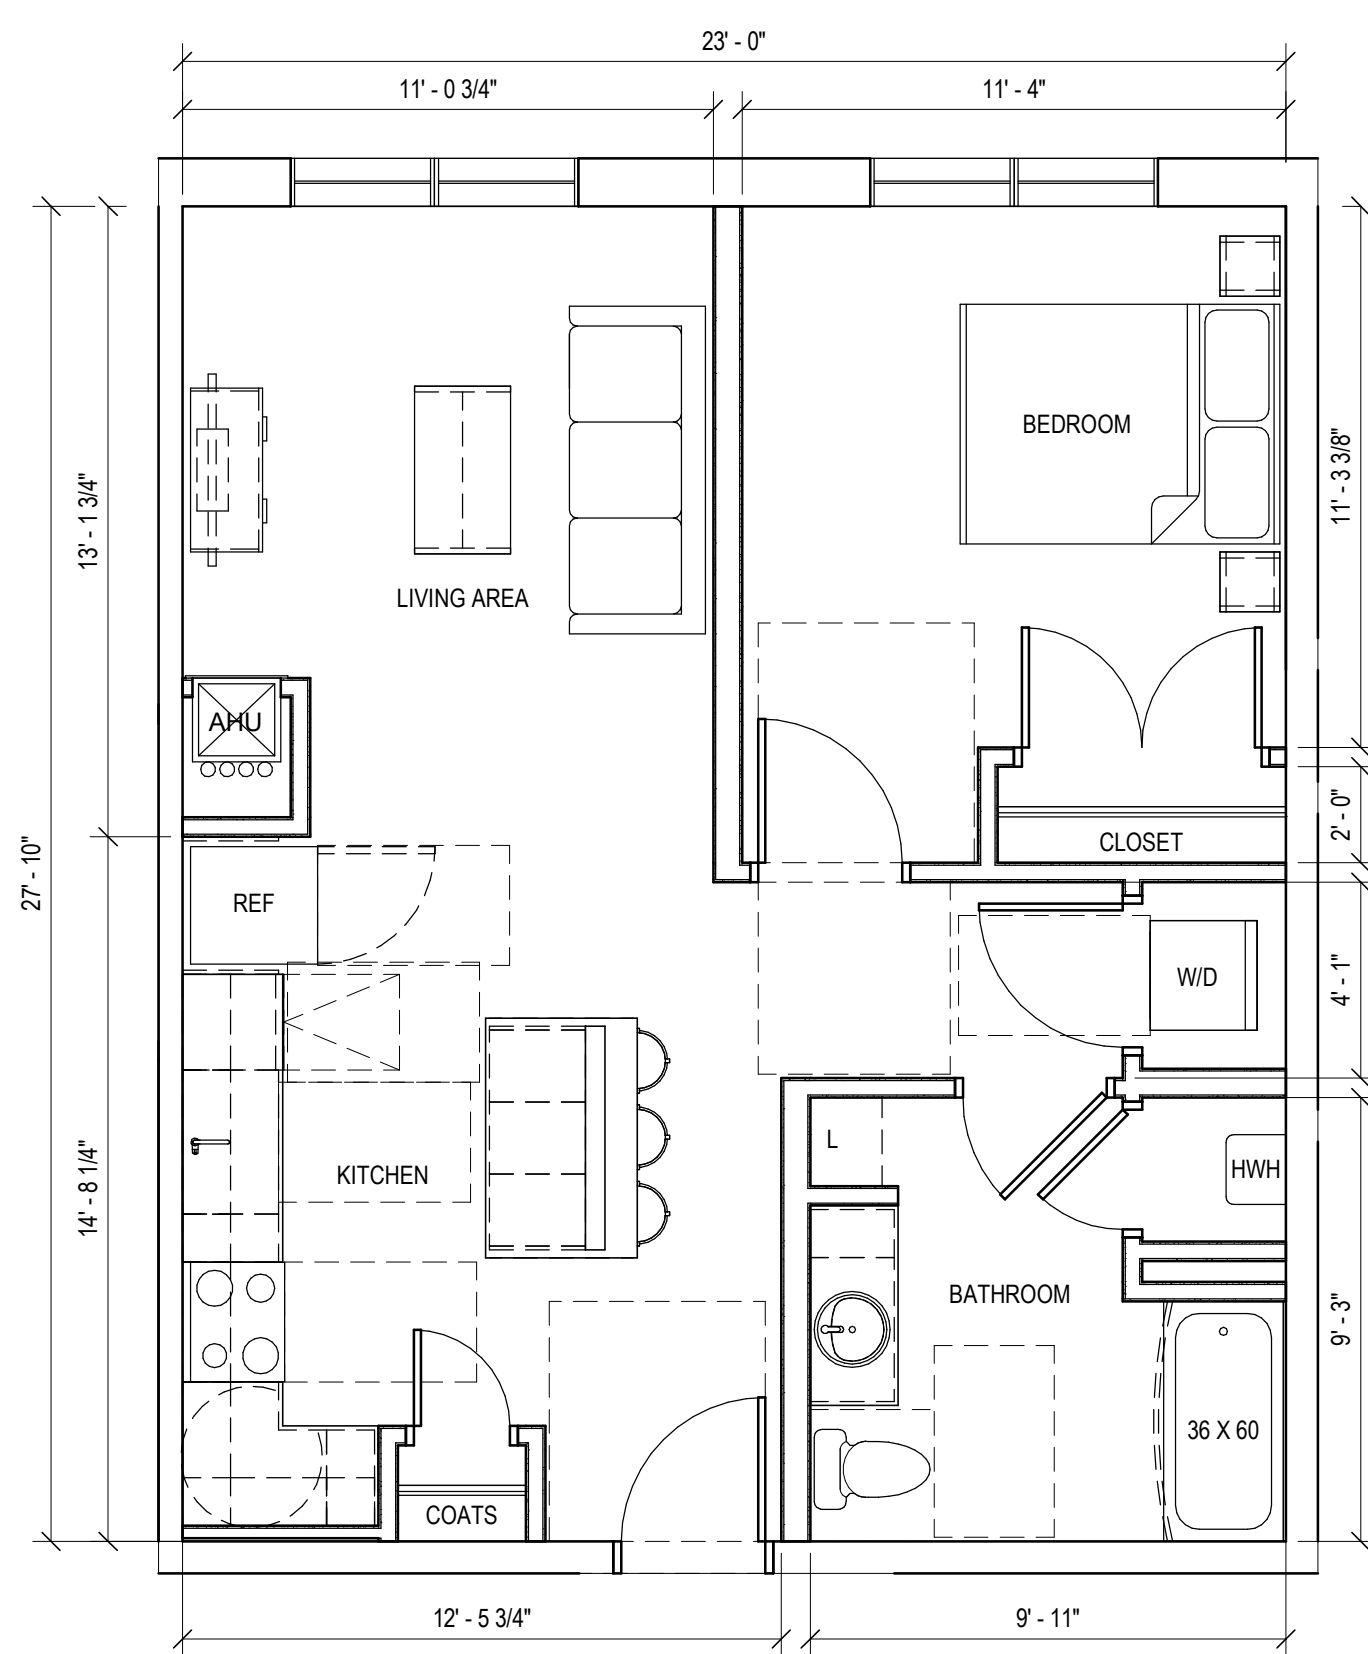 23' - 0"
11' - 0 3/4"
11' - 4"
BEDROOM
11' - 3 3/8"
13' - 1 3/4"
LIVING AREA
AHU
2' - 0"
CLOSET
27' - 10"
REF
W/D
4' - 1"
L
KITCHEN
HWH
14' - 8 1/4"
BATHROOM
9' - 3"
36 X 60
COATS
12' - 5 3/4"
9' - 11"